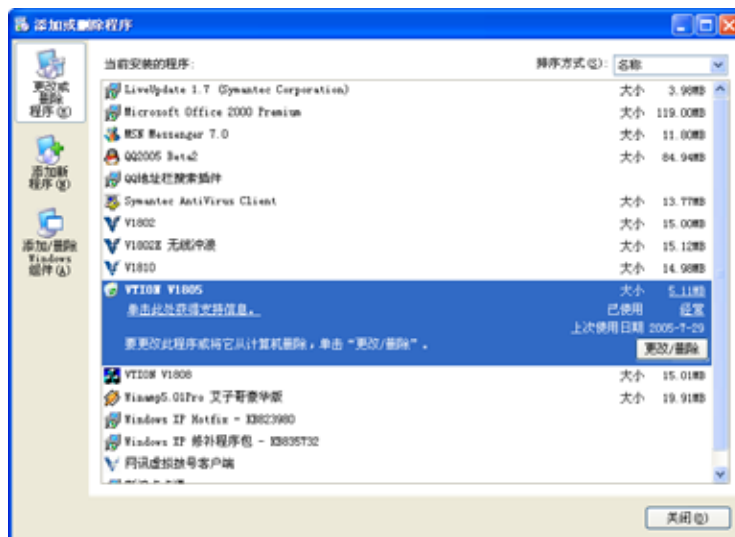 添加或删除程序
更改或
删除
程序(H)
添加新
程序(N)
添加/删除
Windows
组件(A)
当前安装的程序:
排序方式(S): 名称
LiveUpdate 1.7 (Symantec Corporation) 大小 3.98MB
Microsoft Office 2000 Premium 大小 119.00MB
MSN Messenger 7.0 大小 11.80MB
QQ2005 Beta2 大小 84.94MB
QQ地址栏搜索插件
Symantec AntiVirus Client 大小 13.77MB
V1802 大小 15.00MB
V1802Z 无线冲浪 大小 15.12MB
V1810 大小 14.98MB
VTION V1805 大小 5.11MB
单击此处获得支持信息。 已使用 经常
上次使用日期 2005-7-29
要更改此程序或将它从计算机删除,单击“更改/删除”。 更改/删除
VTION V1808 大小 15.01MB
Winamp5.01Pro 艾子哥豪华版 大小 19.91MB
Windows XP Hotfix - KB823980
Windows XP 修补程序包 - KB835732
网讯虚拟拨号客户端
关闭(O)